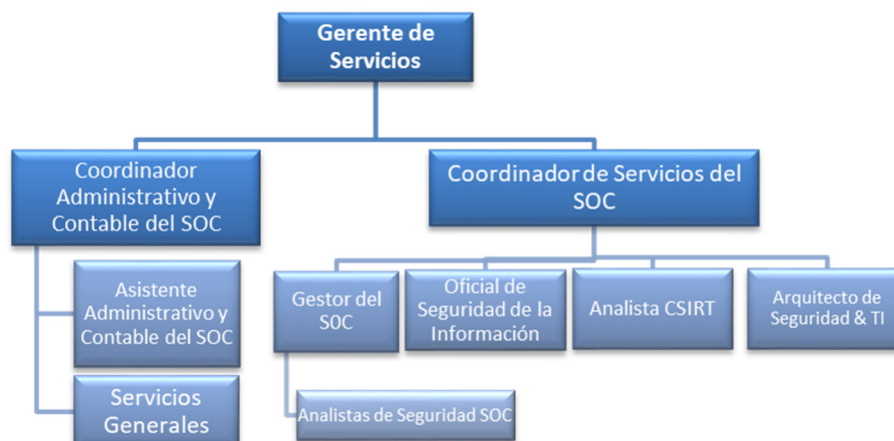 Gerente de
Servicios
Coordinador
Administrativo y
Contable del SOC
Coordinador de Servicios del
SOC
Asistente
Administrativo y
Contable del SOC
Servicios
Generales
Gestor del
S0C
Oficial de
Seguridad de la
Información
Analista CSIRT
Arquitecto de
Seguridad & TI
Analistas de Seguridad SOC